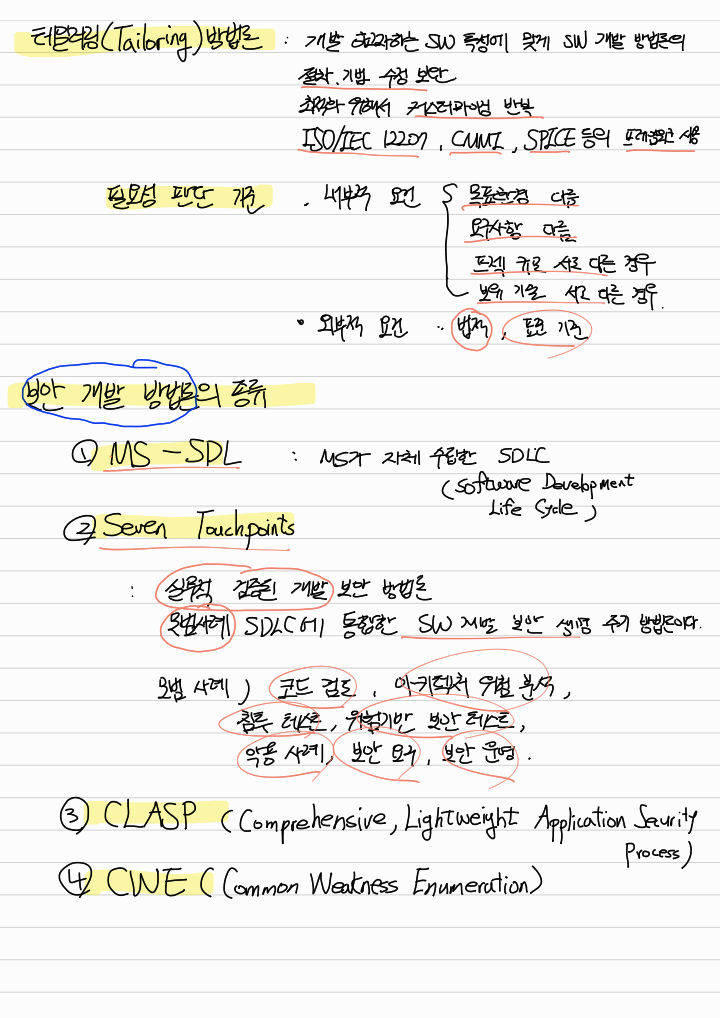 테일러링(Tailoring) 방법론 : 개발 하고자하는 SW 특성에 맞게 SW 개발 방법론의
절차, 기법 수정 보안
최적화 위해서 커스터마이징 반복
ISO/IEC 12207, CMMI, SPICE 등의 프레임워크 사용
필요성 판단 기준 . 내부적 요건 { 목표환경 다름
요구사항 다름
프젝 규모 서로 다른 경우
보유 기술 서로 다른 경우.
• 외부적 요건 : 법적, 표준 기준
보안 개발 방법론의 종류
① MS - SDL : MS가 자체 수립한 SDLC
(Software Development
Life Cycle)
② Seven Touchpoints
: 실무적 검증된 개발 보안 방법론
모범사례 SDLC에 통합한 SW 개발 보안 생명 주기 방법론이다.
모범 사례) 코드 검토, 아키텍처 위험 분석,
침투 테스트, 위험기반 보안 테스트,
악용 사례, 보안 요구, 보안 운영.
③ CLASP (Comprehensive, Lightweight Application Security
Process)
④ CWE ( Common Weakness Enumeration)